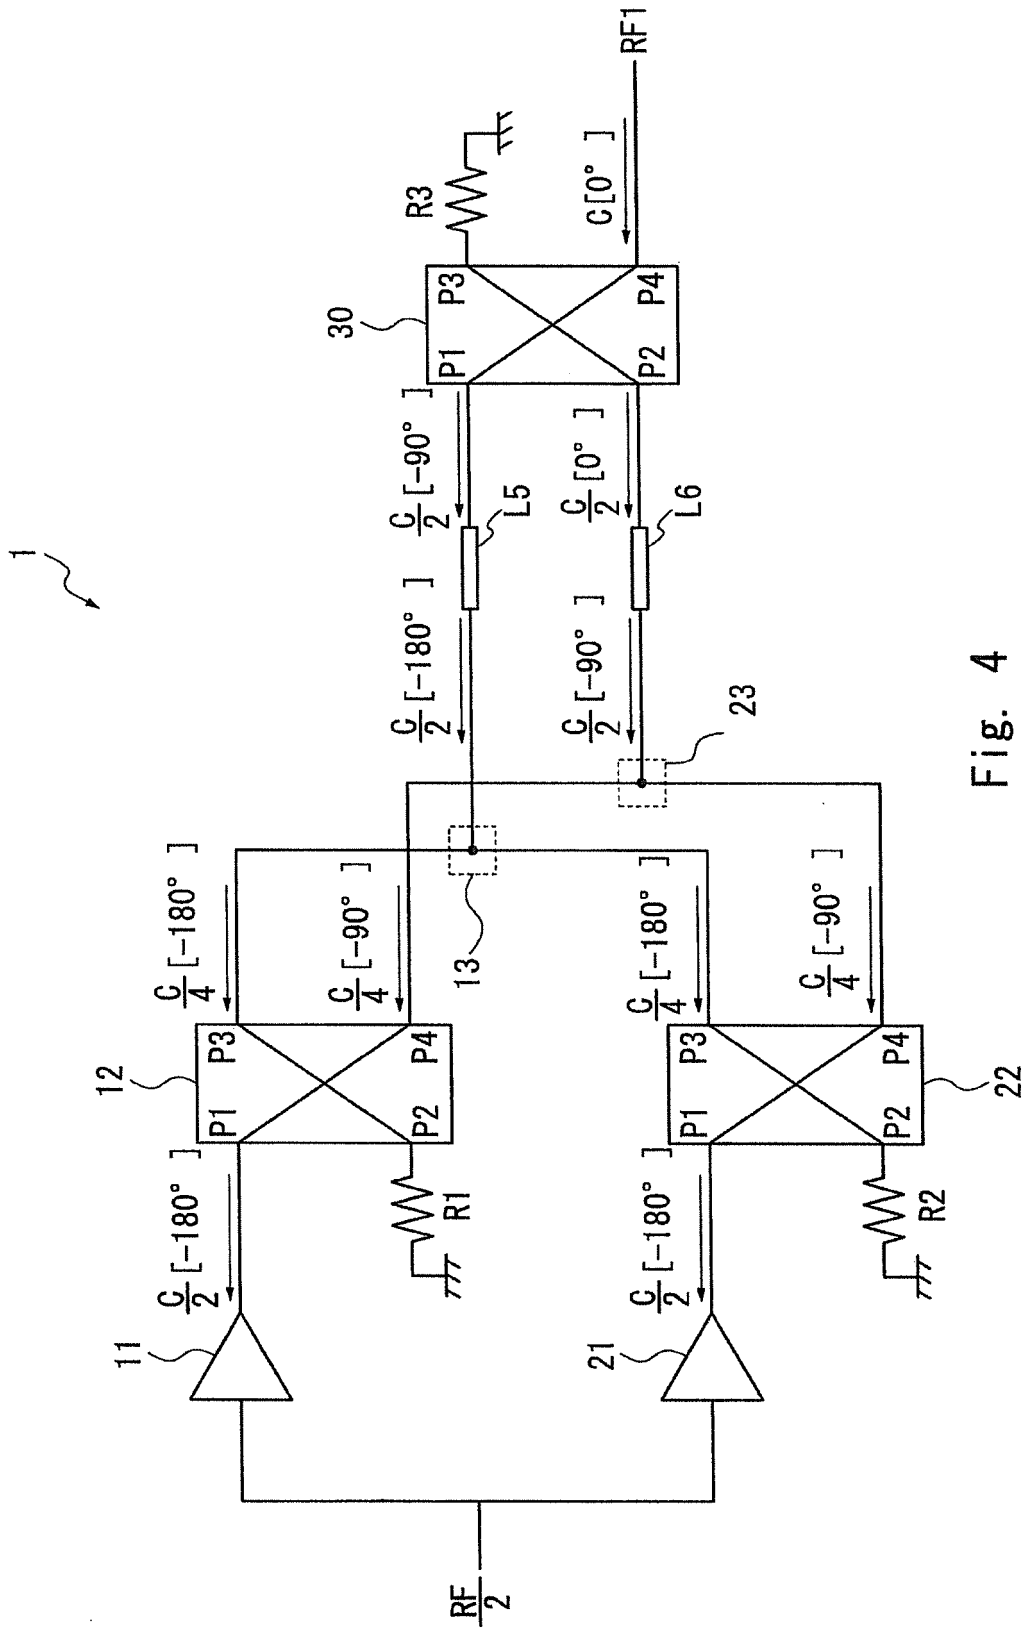 1
RF/2
11
C/2 [-180° ]
12
P1
P3
P2
P4
R1
C/4 [-180° ]
C/4 [-90° ]
13
21
C/2 [-180° ]
22
P1
P3
P2
P4
R2
C/4 [-180° ]
C/4 [-90° ]
23
C/2 [-180° ]
C/2 [-90° ]
L5
C/2 [-90° ]
C/2 [0° ]
L6
30
P1
P3
P2
P4
R3
C[0° ]
RF1
Fig. 4